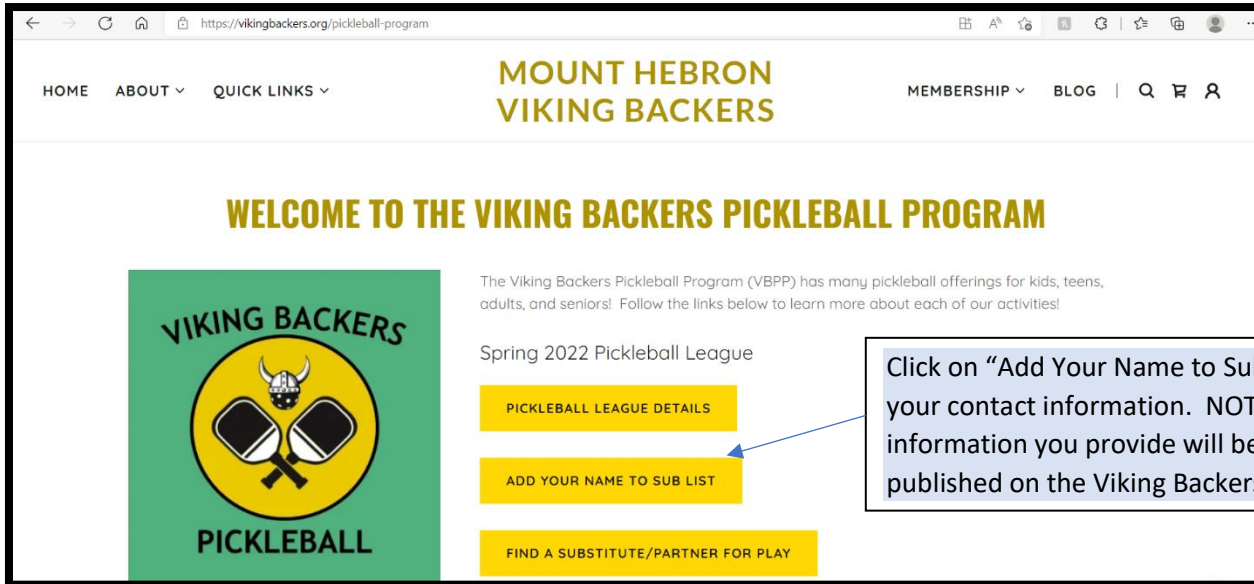 https://vikingbackers.org/pickleball-program
HOME ABOUT QUICK LINKS
MOUNT HEBRON
VIKING BACKERS
MEMBERSHIP BLOG
WELCOME TO THE VIKING BACKERS PICKLEBALL PROGRAM
VIKING BACKERS
PICKLEBALL
The Viking Backers Pickleball Program (VBPP) has many pickleball offerings for kids, teens,
adults, and seniors! Follow the links below to learn more about each of our activities!
Spring 2022 Pickleball League
PICKLEBALL LEAGUE DETAILS
ADD YOUR NAME TO SUB LIST
FIND A SUBSTITUTE/PARTNER FOR PLAY
Click on “Add Your Name to
your contact information.
information you provide will
published on the Viking